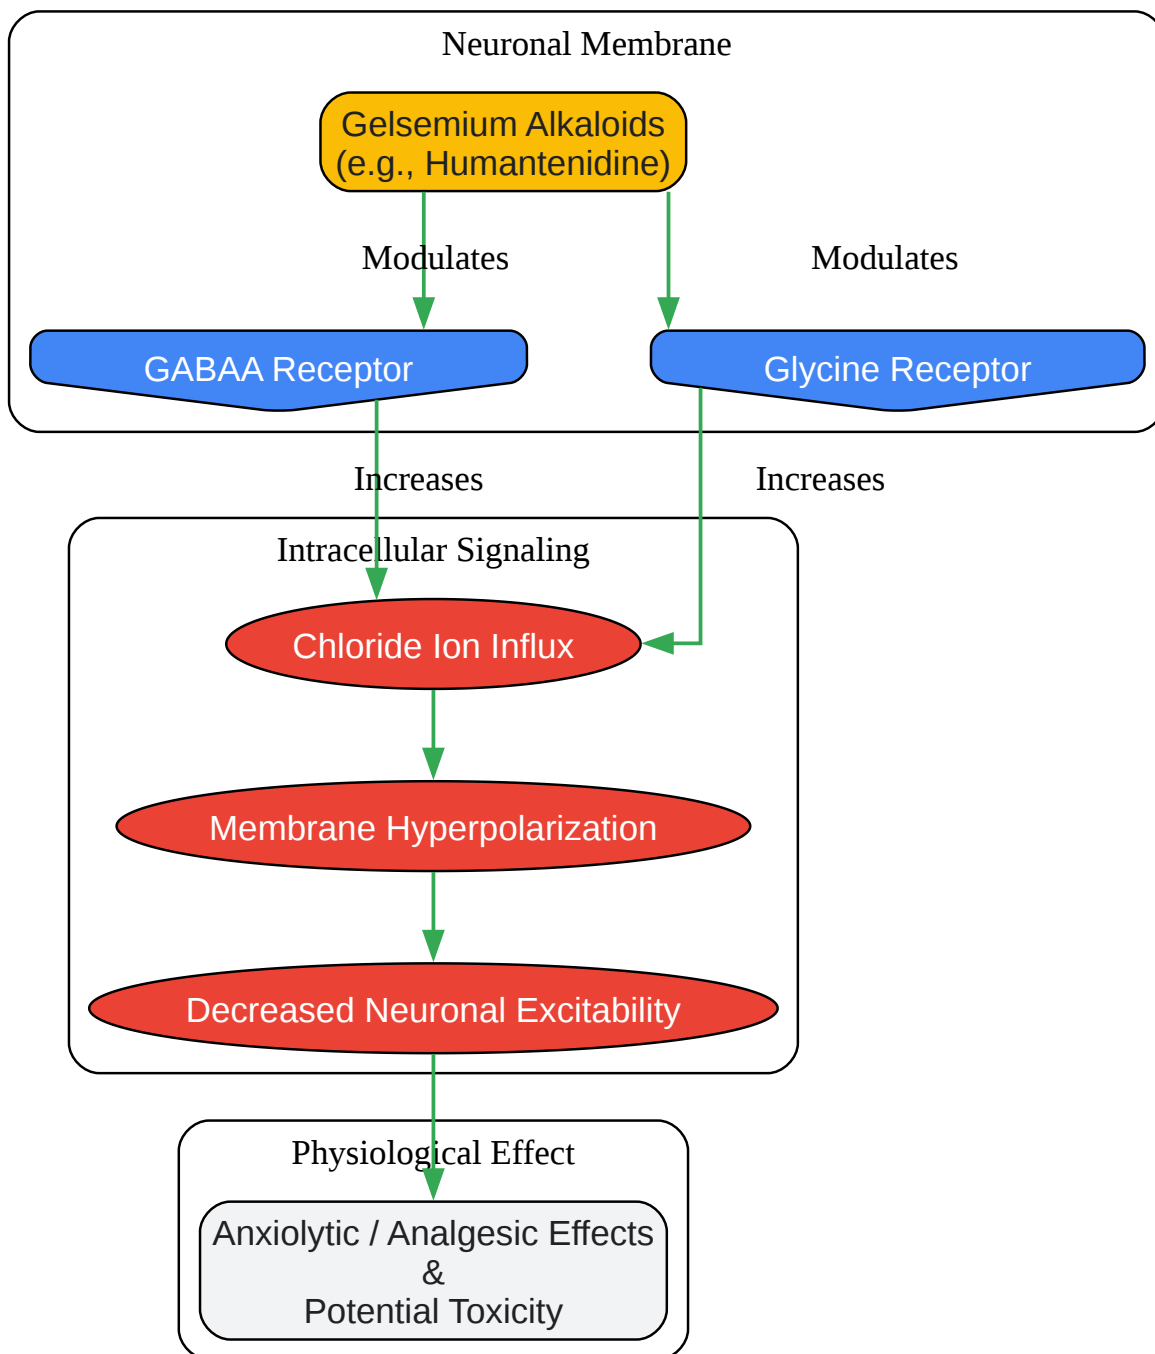 Neuronal Membrane
Gelsemium Alkaloids
(e.g., Humantenidine)
Modulates
Modulates
GABAA Receptor
Glycine Receptor
Increases
Increases
Intracellular Signaling
Chloride Ion Influx
Membrane Hyperpolarization
Decreased Neuronal Excitability
Physiological Effect
Anxiolytic / Analgesic Effects
&
Potential Toxicity